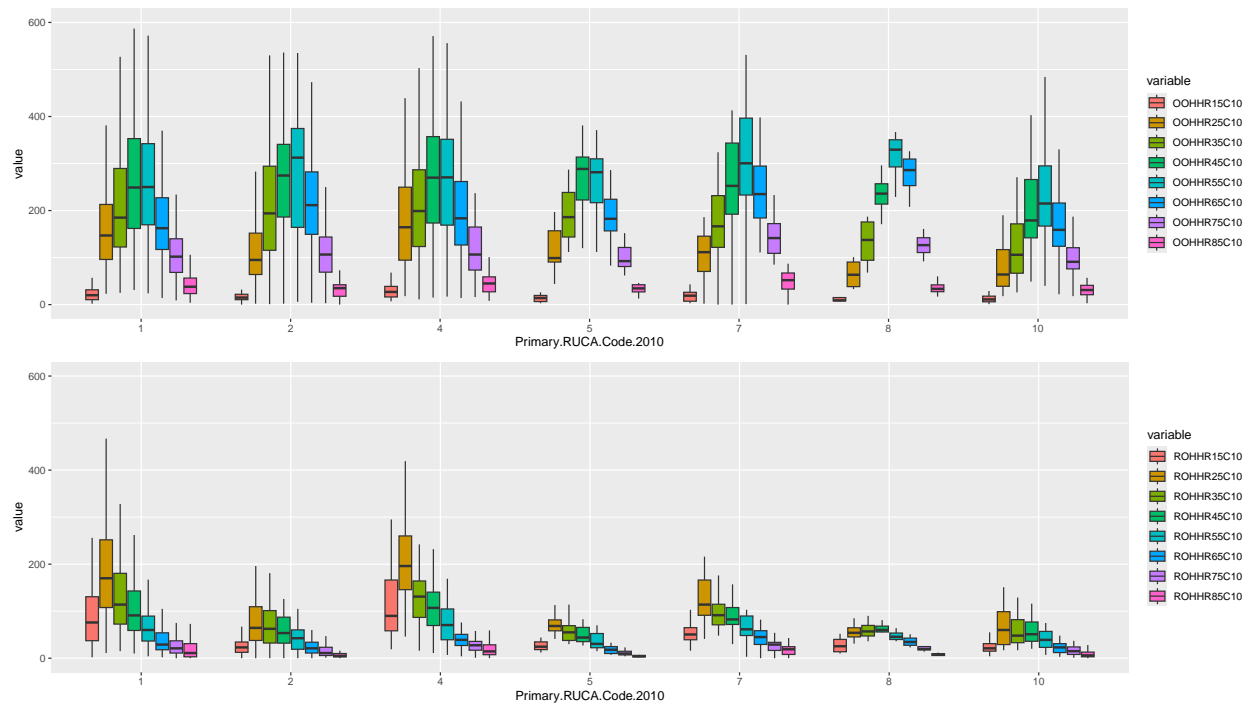 600
400
200
0
value
1 2 4 5 7 8 10
Primary.RUCA.Code.2010
variable
OOHHR15C10
OOHHR25C10
OOHHR35C10
OOHHR45C10
OOHHR55C10
OOHHR65C10
OOHHR75C10
OOHHR85C10
600
400
200
0
value
1 2 4 5 7 8 10
Primary.RUCA.Code.2010
variable
ROHHR15C10
ROHHR25C10
ROHHR35C10
ROHHR45C10
ROHHR55C10
ROHHR65C10
ROHHR75C10
ROHHR85C10